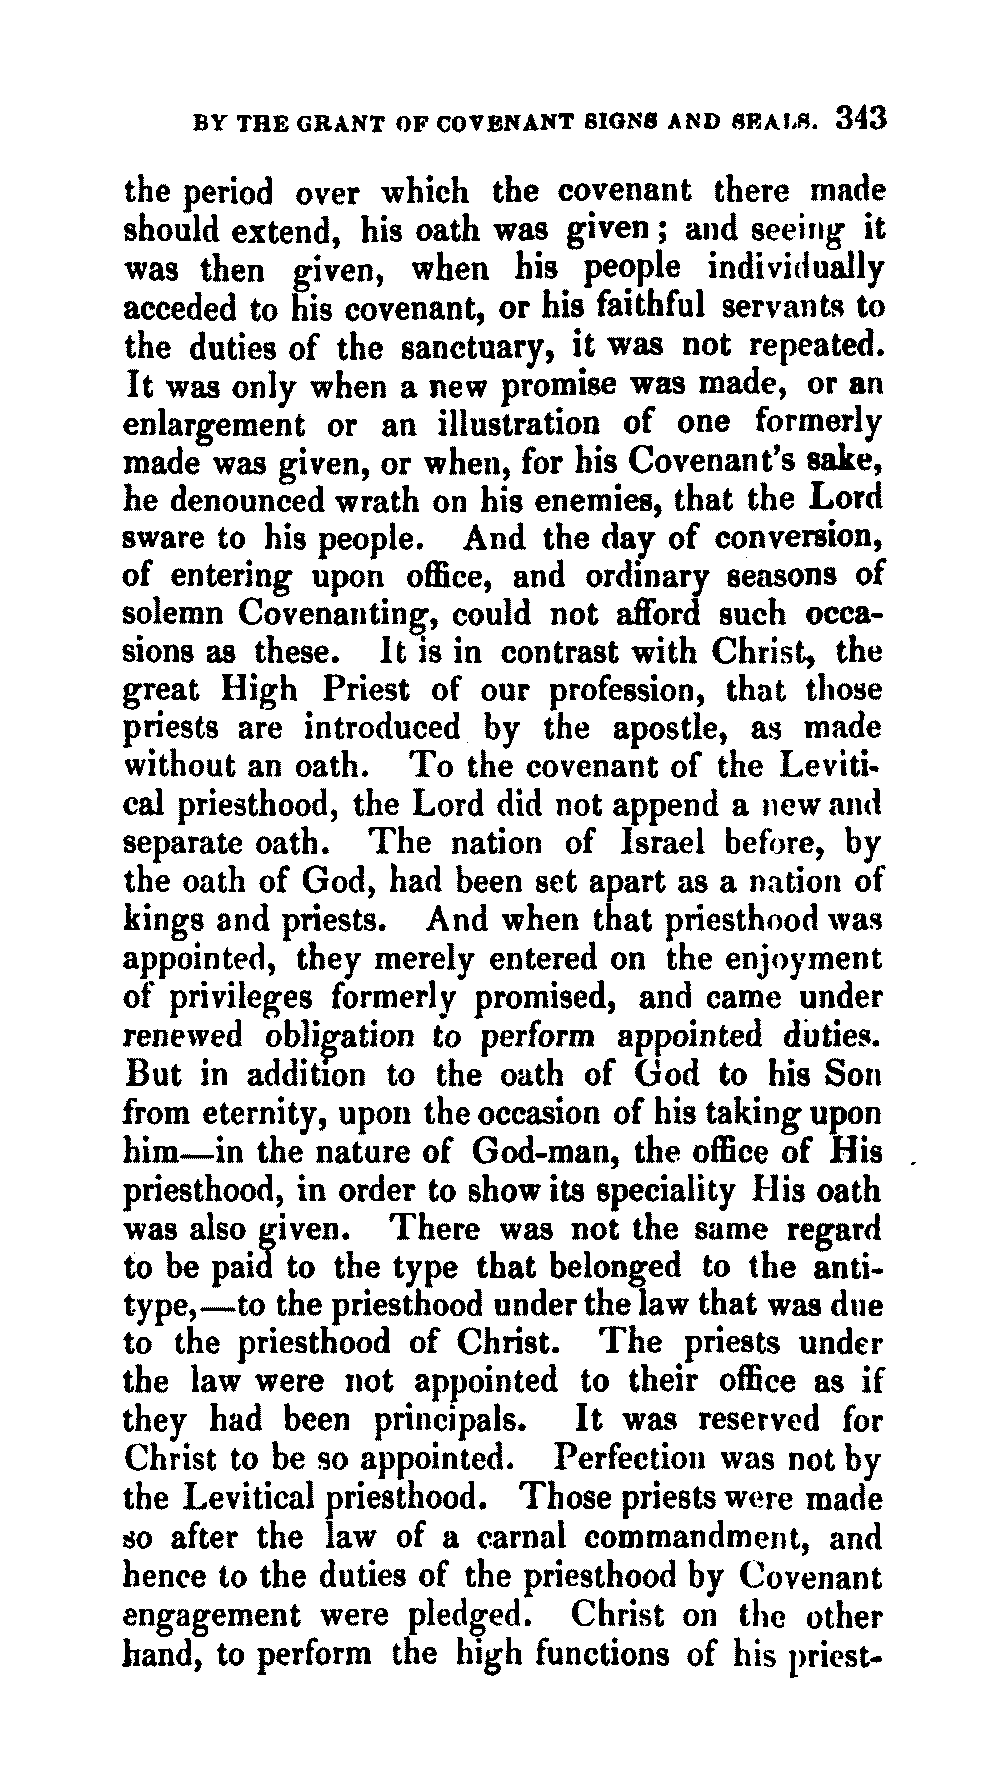 BY THE GRANT OF COVENANT SIGNS AND SEALS. 343
the period over which the covenant there made
should extend, his oath was given; and seeing it
was then given, when his people individually
acceded to his covenant, or his faithful servants to
the duties of the sanctuary, it was not repeated.
It was only when a new promise was made, or an
enlargement or an illustration of one formerly
made was given, or when, for his Covenant's sake,
he denounced wrath on his enemies, that the Lord
sware to his people. And the day of conversion,
of entering upon office, and ordinary seasons of
solemn Covenanting, could not afford such occa-
sions as these. It is in contrast with Christ, the
great High Priest of our profession, that those
priests are introduced by the apostle, as made
without an oath. To the covenant of the Leviti-
cal priesthood, the Lord did not append a new and
separate oath. The nation of Israel before, by
the oath of God, had been set apart as a nation of
kings and priests. And when that priesthood was
appointed, they merely entered on the enjoyment
of privileges formerly promised, and came under
renewed obligation to perform appointed duties.
But in addition to the oath of God to his Son
from eternity, upon the occasion of his taking upon
him—in the nature of God-man, the office of His
priesthood, in order to show its speciality His oath
was also given. There was not the same regard
to be paid to the type that belonged to the anti-
type,—to the priesthood under the law that was due
to the priesthood of Christ. The priests under
the law were not appointed to their office as if
they had been principals. It was reserved for
Christ to be so appointed. Perfection was not by
the Levitical priesthood. Those priests were made
so after the law of a carnal commandment, and
hence to the duties of the priesthood by Covenant
engagement were pledged. Christ on the other
hand, to perform the high functions of his priest-